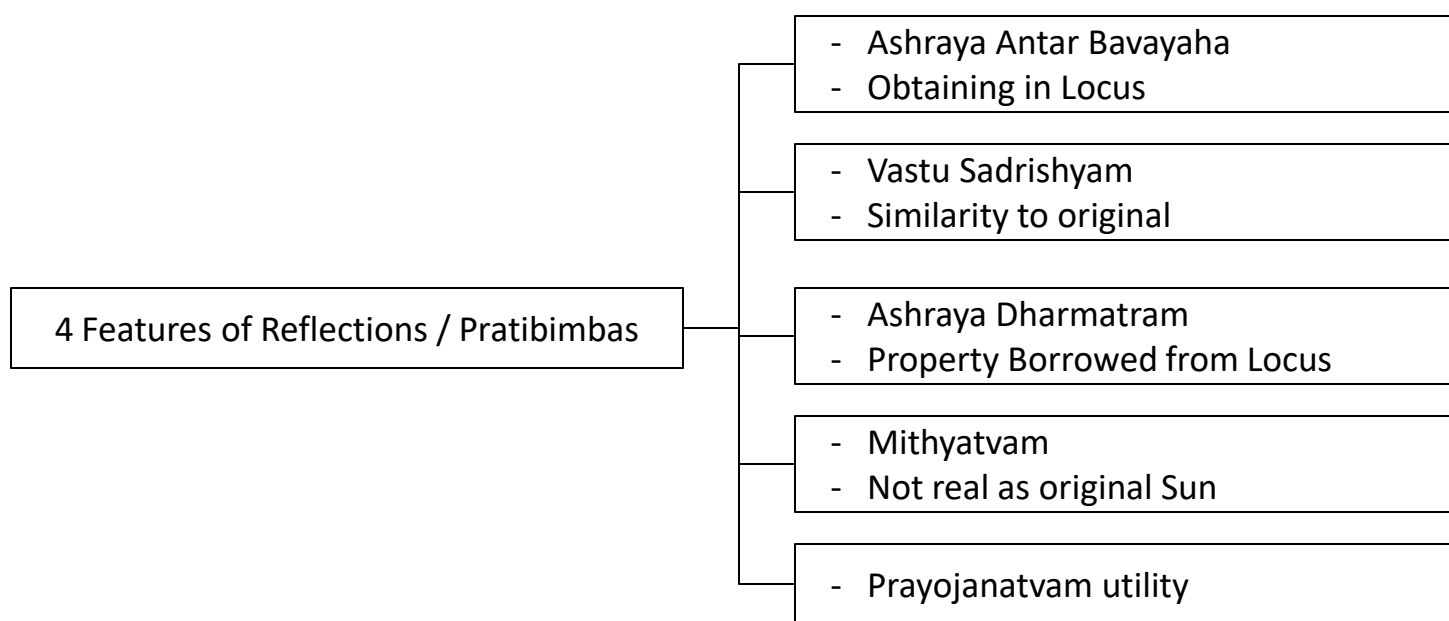 4 Features of Reflections / Pratibimbas
- Ashraya Antar Bavayaha
- Obtaining in Locus
- Vastu Sadrishyam
- Similarity to original
- Ashraya Dharmatram
- Property Borrowed from Locus
- Mithyatvam
- Not real as original Sun
- Prayojanatvam utility